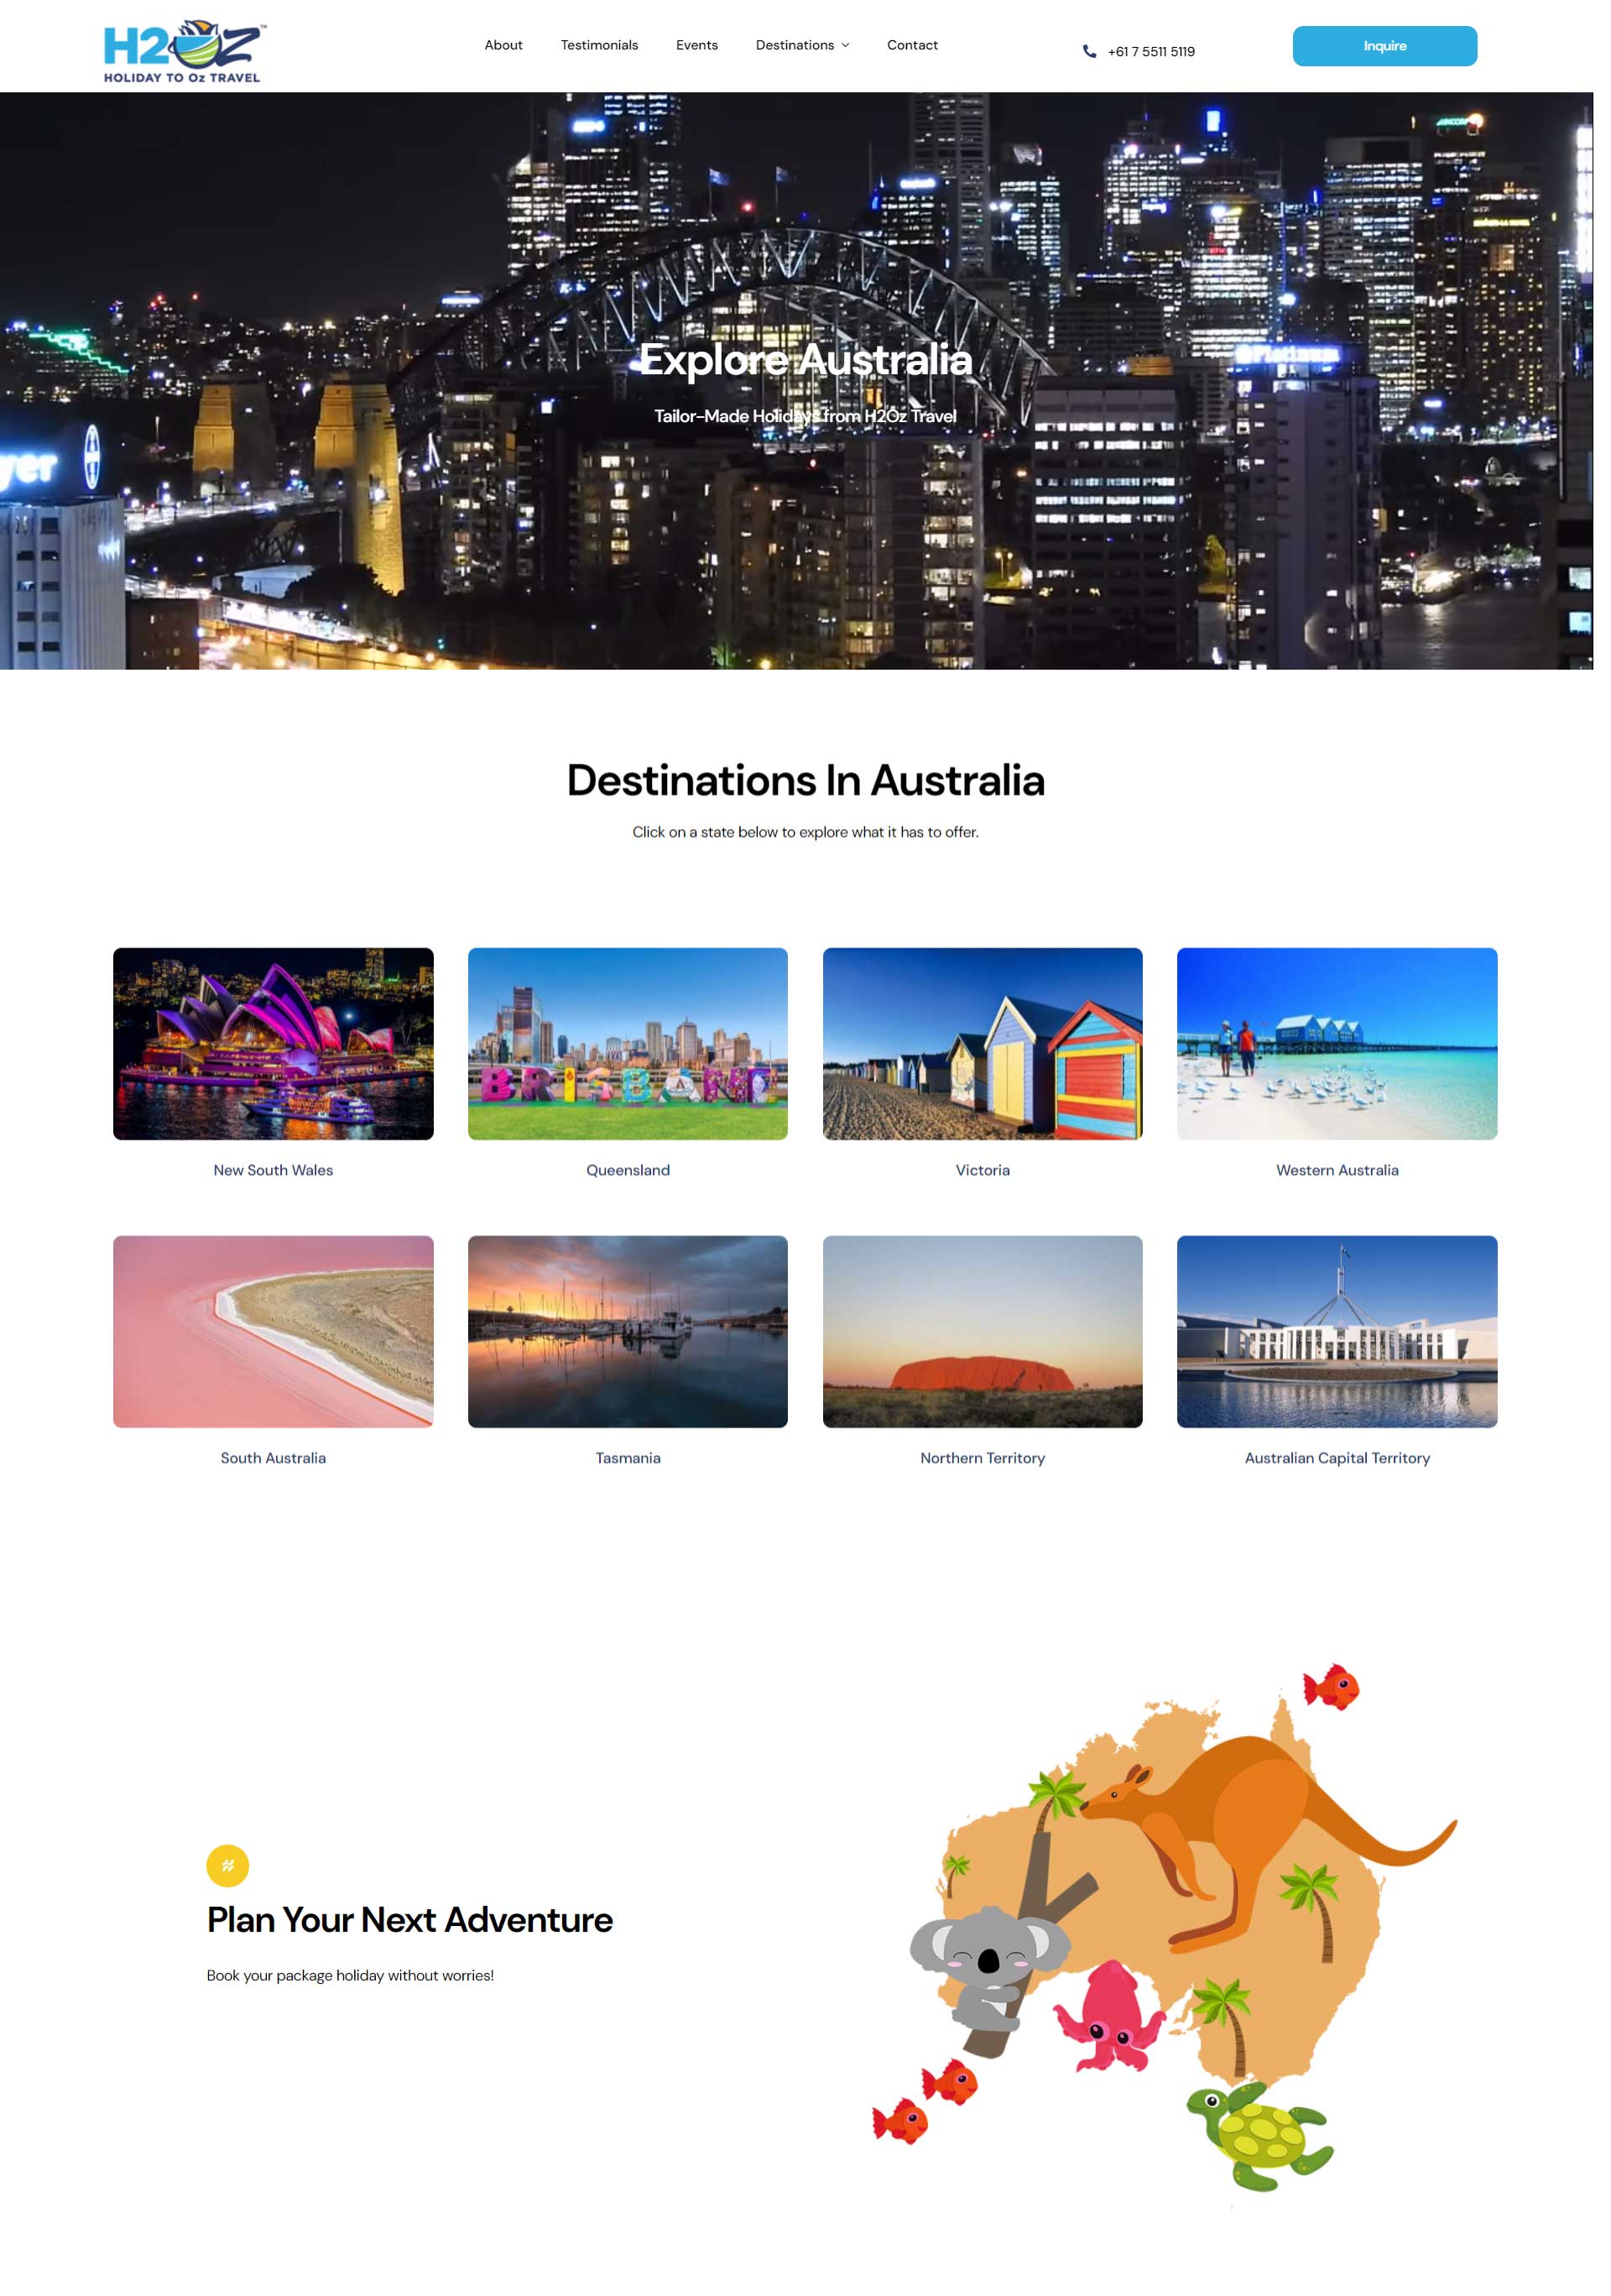 H2OZ™
HOLIDAY TO Oz TRAVEL
About
Testimonials
Events
Destinations
Contact
+61 7 5511 5119
Inquire
yer
Platinum
Explore Australia
Tailor-Made Holidays from H2Oz Travel
Destinations In Australia
Click on a state below to explore what it has to offer.
BRISBANE
New South Wales
Queensland
Victoria
Western Australia
South Australia
Tasmania
Northern Territory
Australian Capital Territory
Plan Your Next Adventure
Book your package holiday without worries!